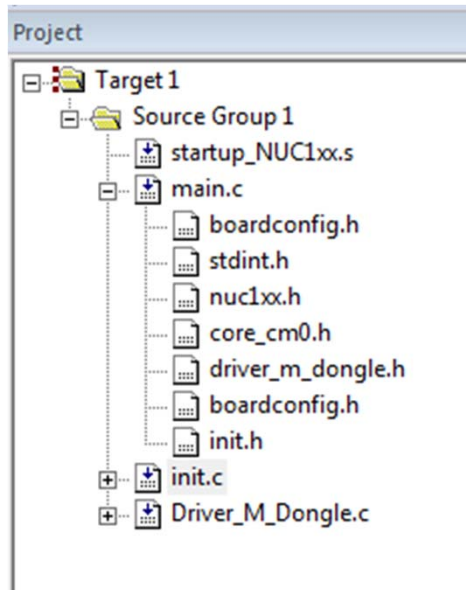 Project
Target 1
Source Group 1
startup_NUC1xx.s
main.c
boardconfig.h
stdint.h
nuc1xx.h
core_cm0.h
driver_m_dongle.h
boardconfig.h
init.h
init.c
Driver_M_Dongle.c